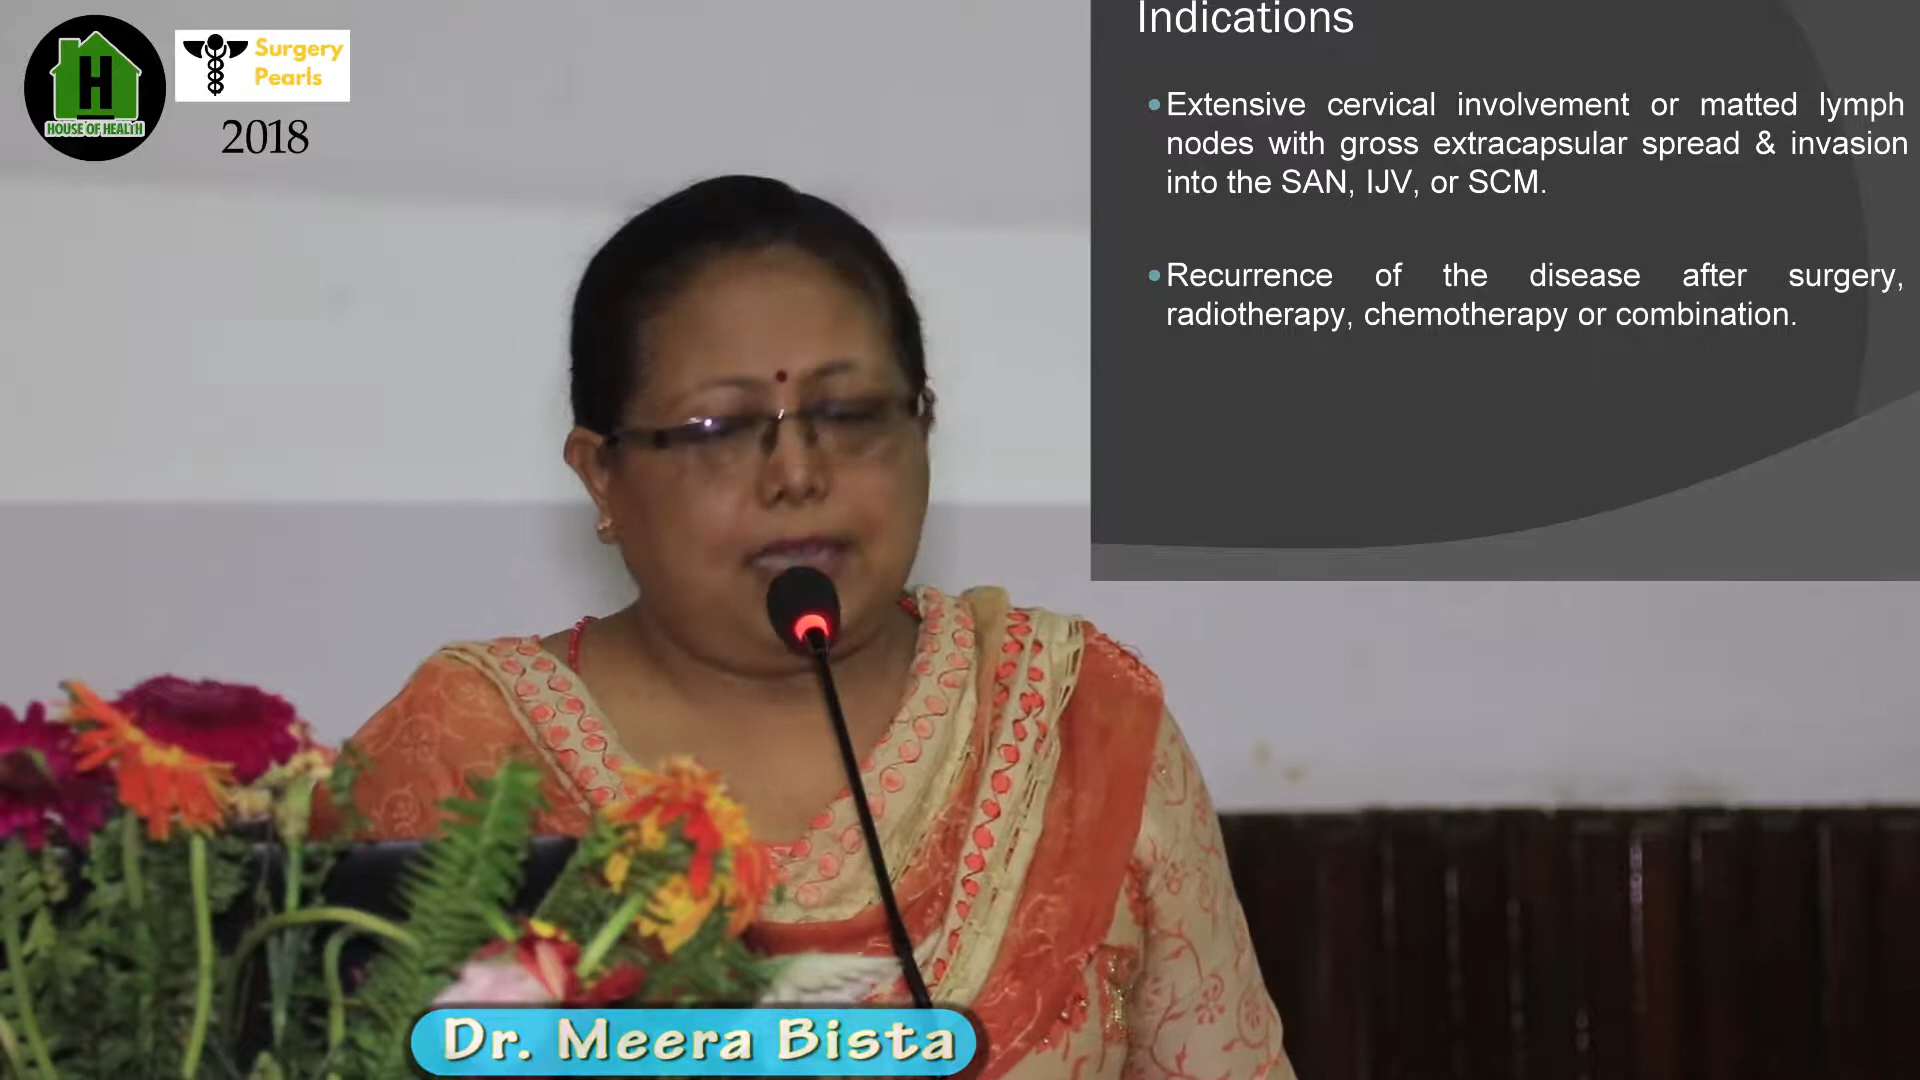 H
HOUSE OF HEALTH
Surgery
Pearls
2018
Indications
•Extensive cervical involvement or matted lymph
nodes with gross extracapsular spread & invasion
into the SAN, IJV, or SCM.
•Recurrence of the disease after surgery,
radiotherapy, chemotherapy or combination.
Dr. Meera Bista